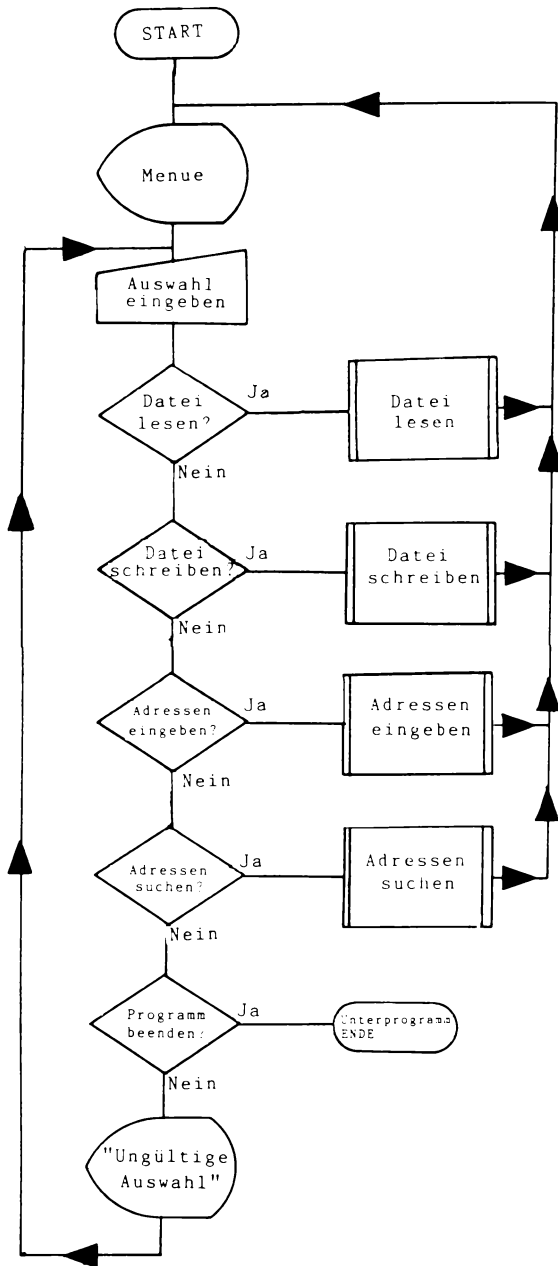 START
Menue
Auswahl
eingeben
Datei
lesen?
Ja
Datei
lesen
Nein
Datei
schreiben?
Ja
Datei
schreiben
Nein
Adressen
eingeben?
Ja
Adressen
eingeben
Nein
Adressen
suchen?
Ja
Adressen
suchen
Nein
Programm
beenden?
Ja
Unterprogramm
ENDE
Nein
"Ungültige
Auswahl"